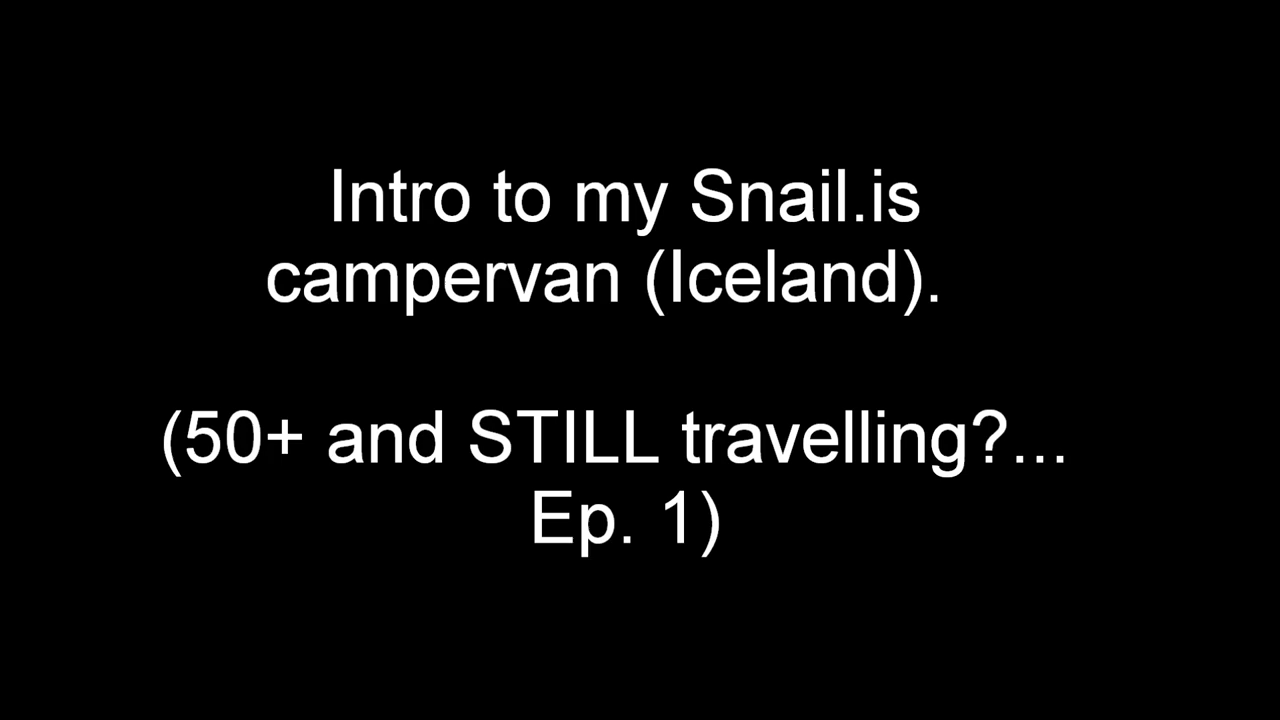 Intro to my Snail.is
campervan (Iceland).
(50+ and STILL travelling?...
Ep. 1)